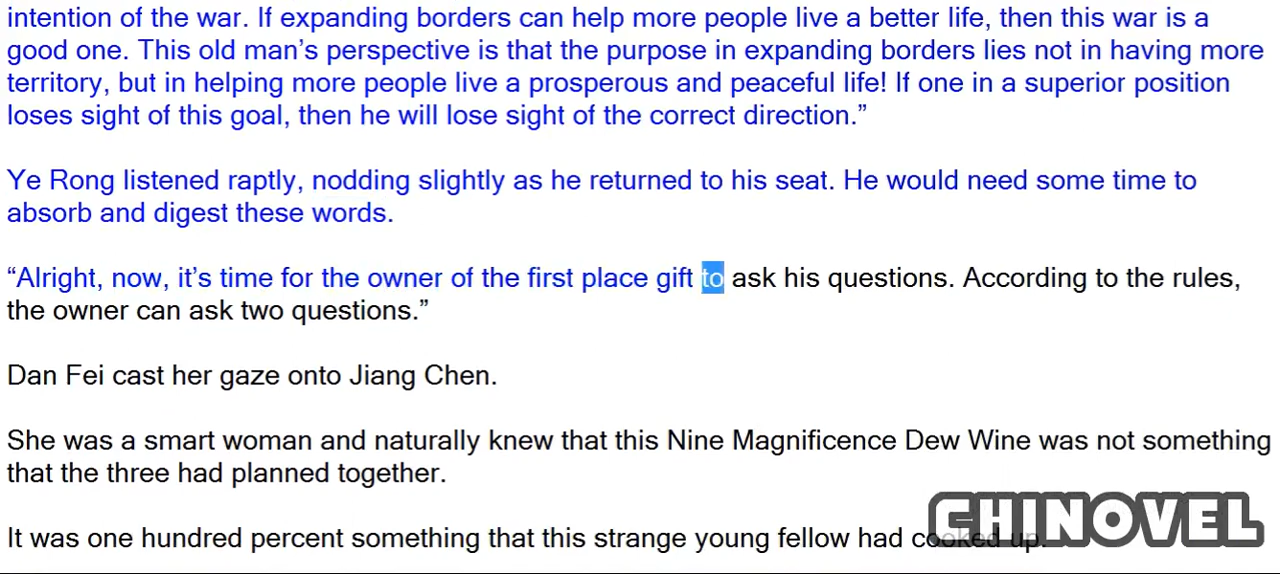 intention of the war. If expanding borders can help more people live a better life, then this war is a
good one. This old man’s perspective is that the purpose in expanding borders lies not in having more
territory, but in helping more people live a prosperous and peaceful life! If one in a superior position
loses sight of this goal, then he will lose sight of the correct direction.”
Ye Rong listened raptly, nodding slightly as he returned to his seat. He would need some time to
absorb and digest these words.
“Alright, now, it’s time for the owner of the first place gift to ask his questions. According to the rules,
the owner can ask two questions.”
Dan Fei cast her gaze onto Jiang Chen.
She was a smart woman and naturally knew that this Nine Magnificence Dew Wine was not something
that the three had planned together.
It was one hundred percent something that this strange young fellow had cooked up.
CHINOVEL